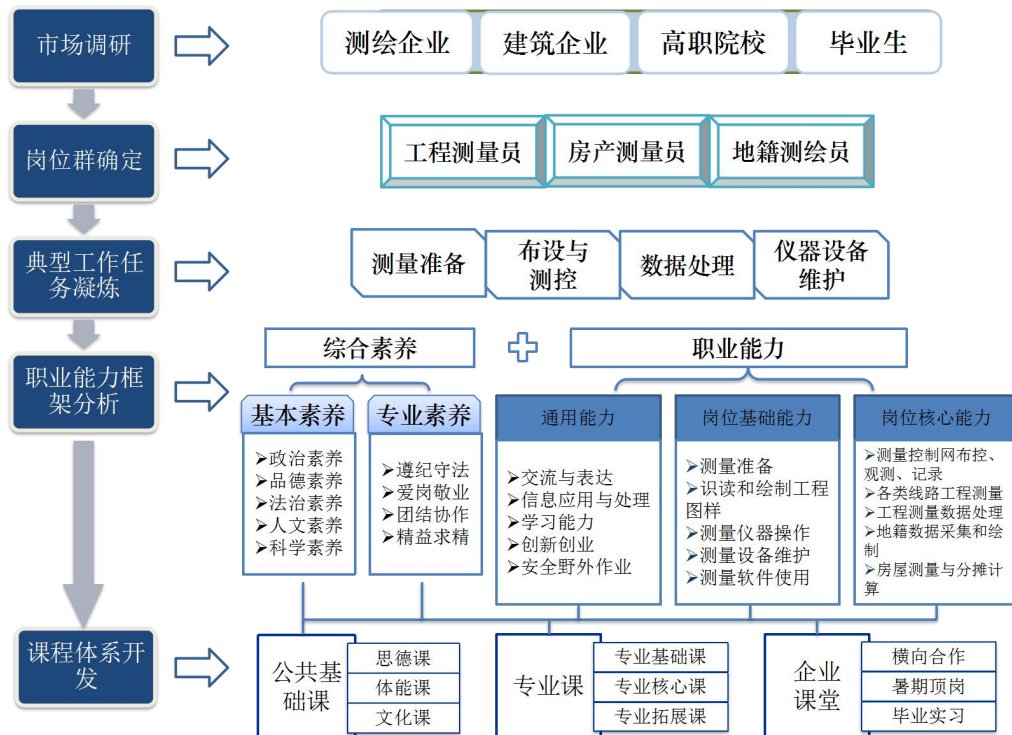 市场调研
测绘企业
建筑企业
高职院校
毕业生
岗位群确定
工程测量员
房产测量员
地籍测绘员
典型工作任
务凝炼
测量准备
布设与
测控
数据处理
仪器设备
维护
职业能力框
架分析
综合素养
职业能力
基本素养
➢政治素养
➢品德素养
➢法治素养
➢人文素养
➢科学素养
专业素养
➢遵纪守法
➢爱岗敬业
➢团结协作
➢精益求精
通用能力
➢交流与表达
➢信息应用与处理
➢学习能力
➢创新创业
➢安全野外作业
岗位基础能力
➢测量准备
➢识读和绘制工程
图样
➢测量仪器操作
➢测量设备维护
➢测量软件使用
岗位核心能力
➢测量控制网布控、
观测、记录
➢各类线路工程测量
➢工程测量数据处理
➢地籍数据采集和绘
制
➢房屋测量与分摊计
算
课程体系开
发
公共基
础课
思德课
体能课
文化课
专业课
专业基础课
专业核心课
专业拓展课
企业
课堂
横向合作
暑期顶岗
毕业实习